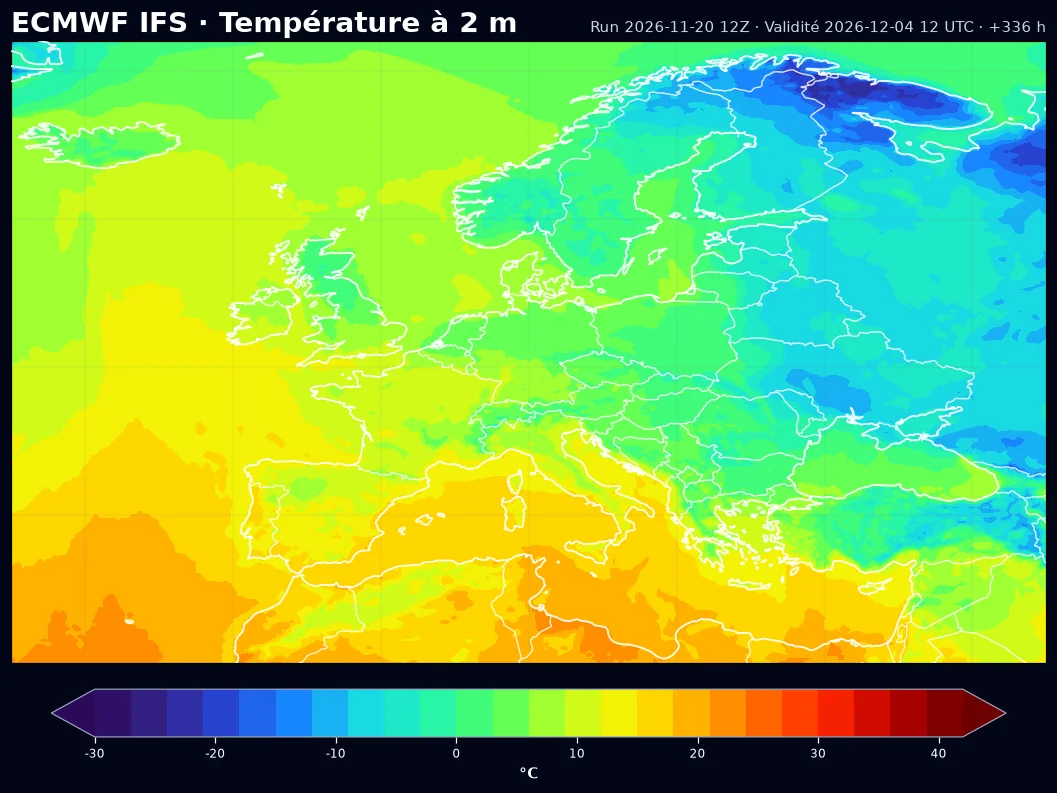 ECMWF IFS · Température à 2 m
Run 2026-11-20 12Z · Validité 2026-12-04 12 UTC · +336 h
-30 -20 -10 0 10 20 30 40
°C